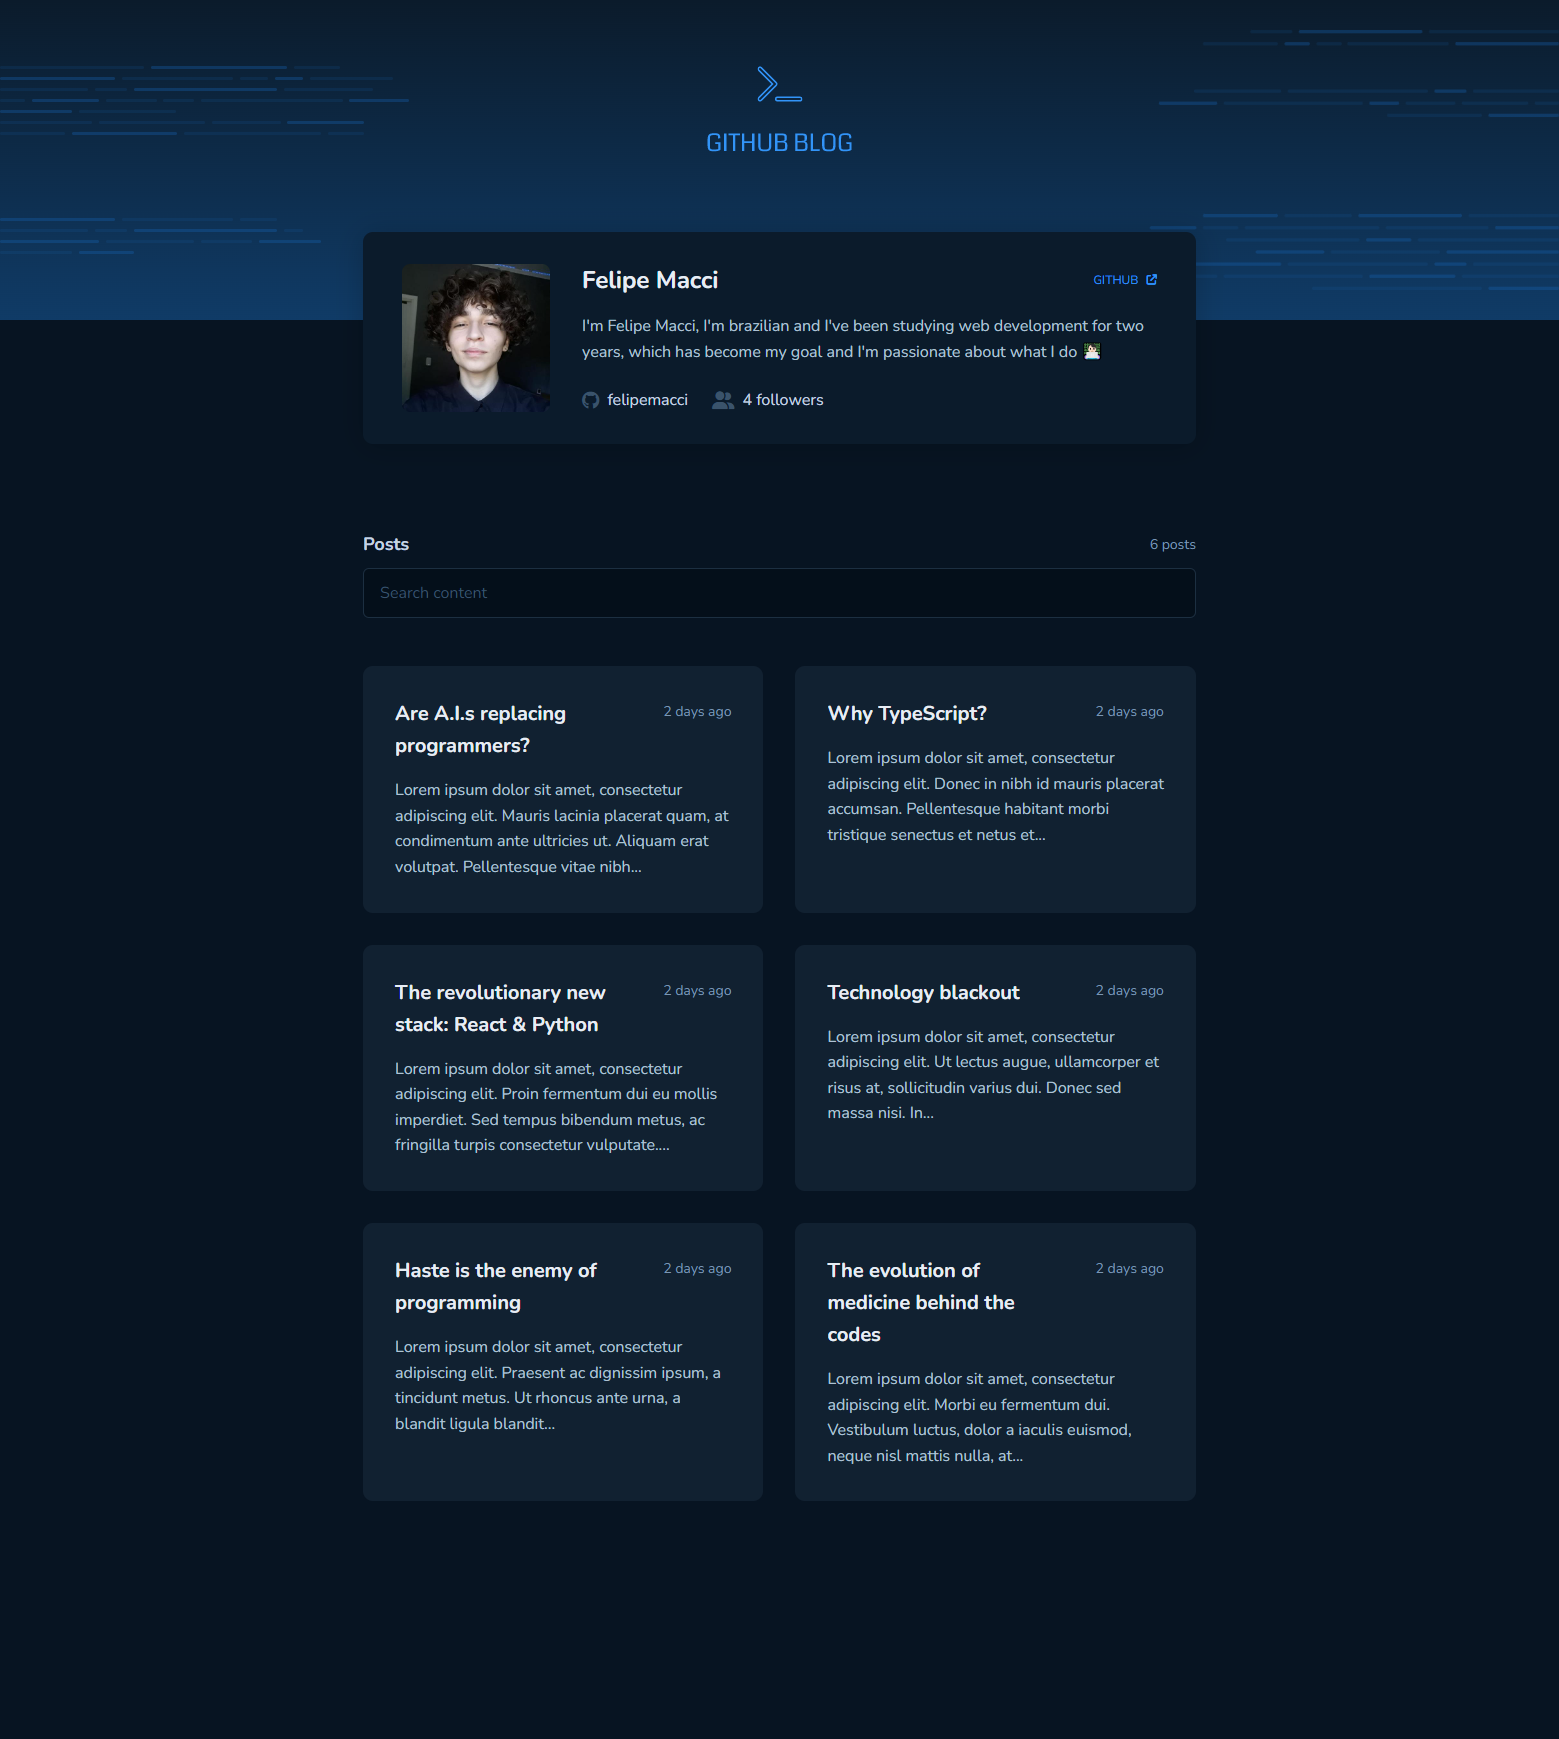 GITHUB BLOG
Felipe Macci
GITHUB
I'm Felipe Macci, I'm brazilian and I've been studying web development for two
years, which has become my goal and I'm passionate about what I do 👨🏻‍💻
felipemacci
4 followers
Posts
6 posts
Search content
Are A.I.s replacing
programmers?
2 days ago
Lorem ipsum dolor sit amet, consectetur
adipiscing elit. Mauris lacinia placerat quam, at
condimentum ante ultricies ut. Aliquam erat
volutpat. Pellentesque vitae nibh...
Why TypeScript?
2 days ago
Lorem ipsum dolor sit amet, consectetur
adipiscing elit. Donec in nibh id mauris placerat
accumsan. Pellentesque habitant morbi
tristique senectus et netus et...
The revolutionary new
stack: React & Python
2 days ago
Lorem ipsum dolor sit amet, consectetur
adipiscing elit. Proin fermentum dui eu mollis
imperdiet. Sed tempus bibendum metus, ac
fringilla turpis consectetur vulputate....
Technology blackout
2 days ago
Lorem ipsum dolor sit amet, consectetur
adipiscing elit. Ut lectus augue, ullamcorper et
risus at, sollicitudin varius dui. Donec sed
massa nisi. In...
Haste is the enemy of
programming
2 days ago
Lorem ipsum dolor sit amet, consectetur
adipiscing elit. Praesent ac dignissim ipsum, a
tincidunt metus. Ut rhoncus ante urna, a
blandit ligula blandit...
The evolution of
medicine behind the
codes
2 days ago
Lorem ipsum dolor sit amet, consectetur
adipiscing elit. Morbi eu fermentum dui.
Vestibulum luctus, dolor a iaculis euismod,
neque nisl mattis nulla, at...